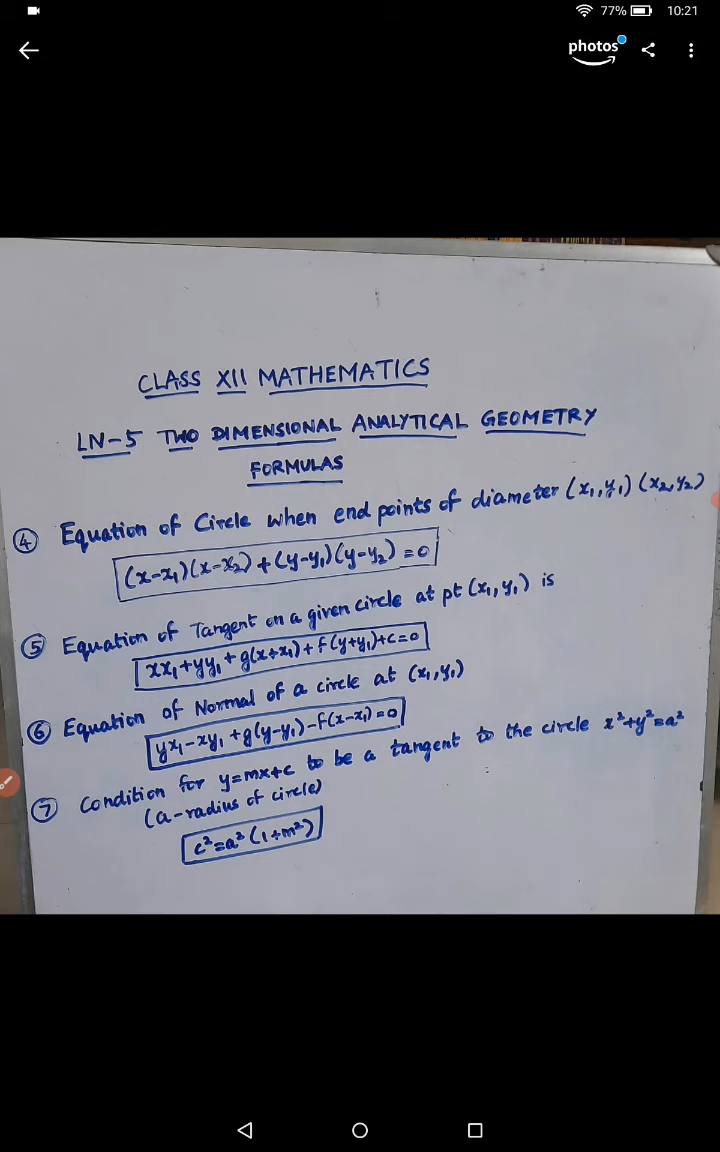 77% 10:21
photos
CLASS XII MATHEMATICS
LN-5 TWO DIMENSIONAL ANALYTICAL GEOMETRY
FORMULAS
④ Equation of Circle when end points of diameter (x₁,y₁) (x₂,y₂)
(x-x₁)(x-x₂)+(y-y₁)(y-y₂)=0
⑤ Equation of Tangent on a given circle at pt (x₁,y₁) is
xx₁+yy₁+g(x+x₁)+f(y+y₁)+c=0
⑥ Equation of Normal of a circle at (x₁,y₁)
yx₁-xy₁+g(y-y₁)-f(x-x₁)=0
⑦ Condition for y=mx+c to be a tangent to the circle x²+y²=a²
(a-radius of circle)
c²=a²(1+m²)